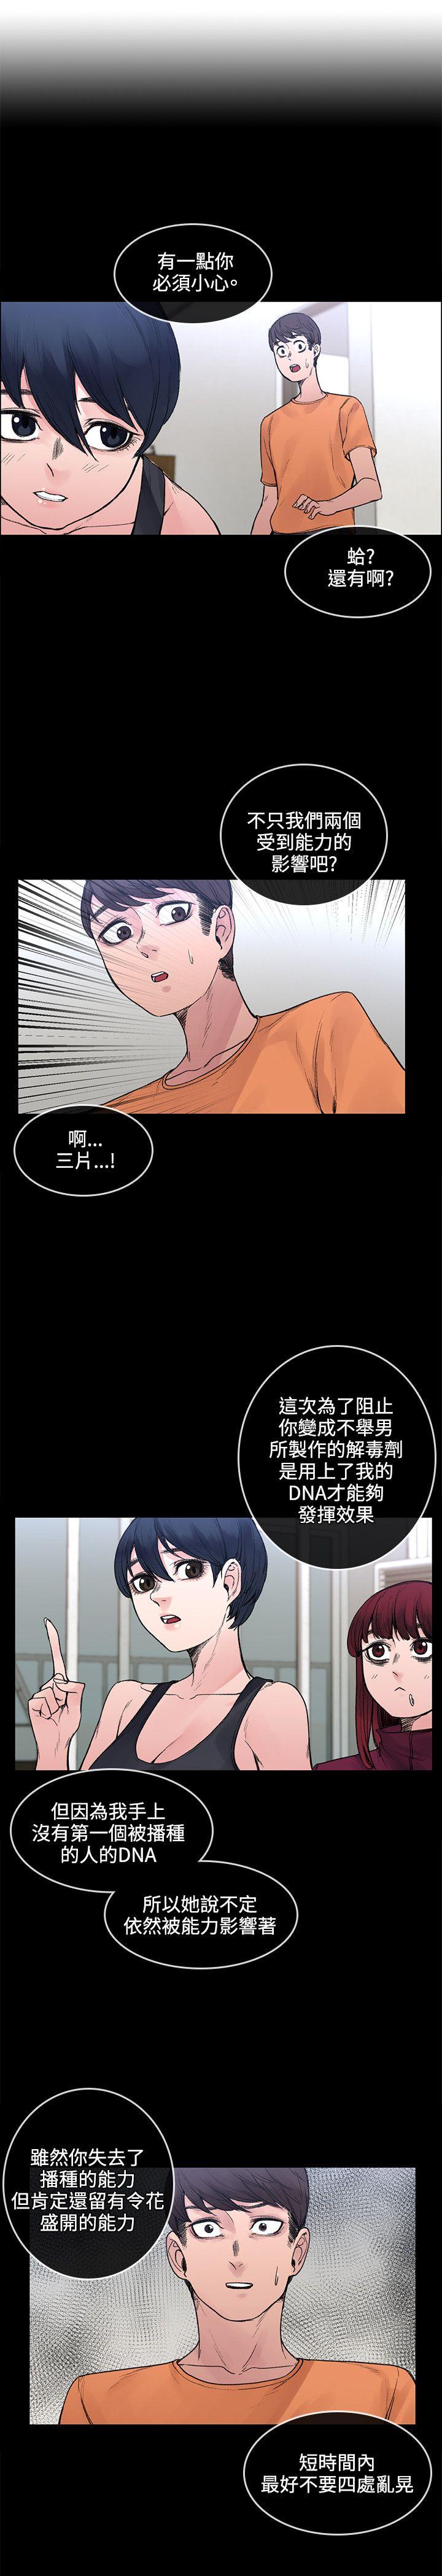 有一點你
必須小心。
蛤?
還有啊?
不只我們兩個
受到能力的
影響吧?
啊...
三片...!
這次為了阻止
你變成不舉男
所製作的解毒劑
是用上了我的
DNA才能夠
發揮效果
但因為我手上
沒有第一個被播種
的人的DNA
所以她說不定
依然被能力影響著
雖然你失去了
播種的能力
但肯定還留有令花
盛開的能力
短時間內
最好不要四處亂晃